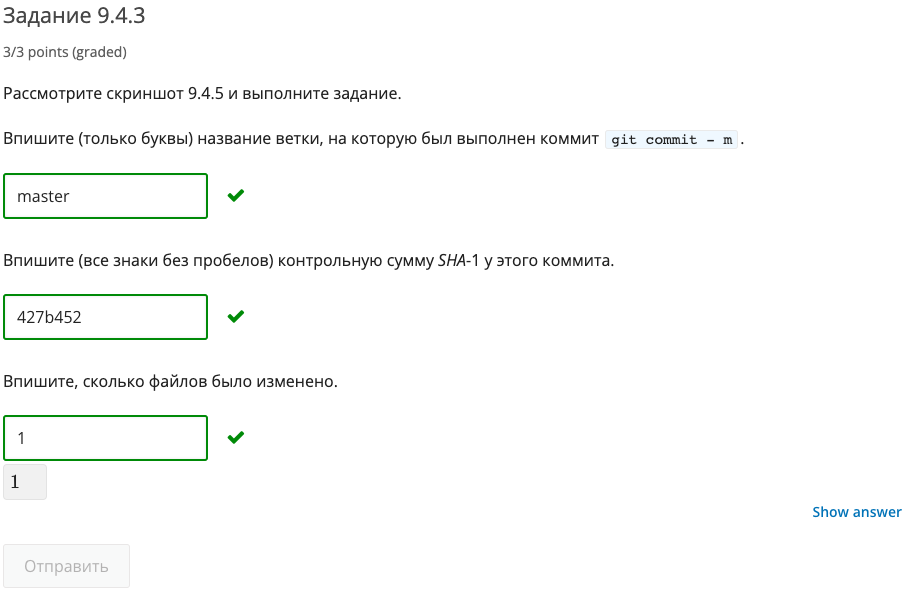 Задание 9.4.3
3/3 points (graded)
Рассмотрите скриншот 9.4.5 и выполните задание.
Впишите (только буквы) название ветки, на которую был выполнен коммит git commit - m .
master
Впишите (все знаки без пробелов) контрольную сумму SHA-1 у этого коммита.
427b452
Впишите, сколько файлов было изменено.
1
1
Show answer
Отправить